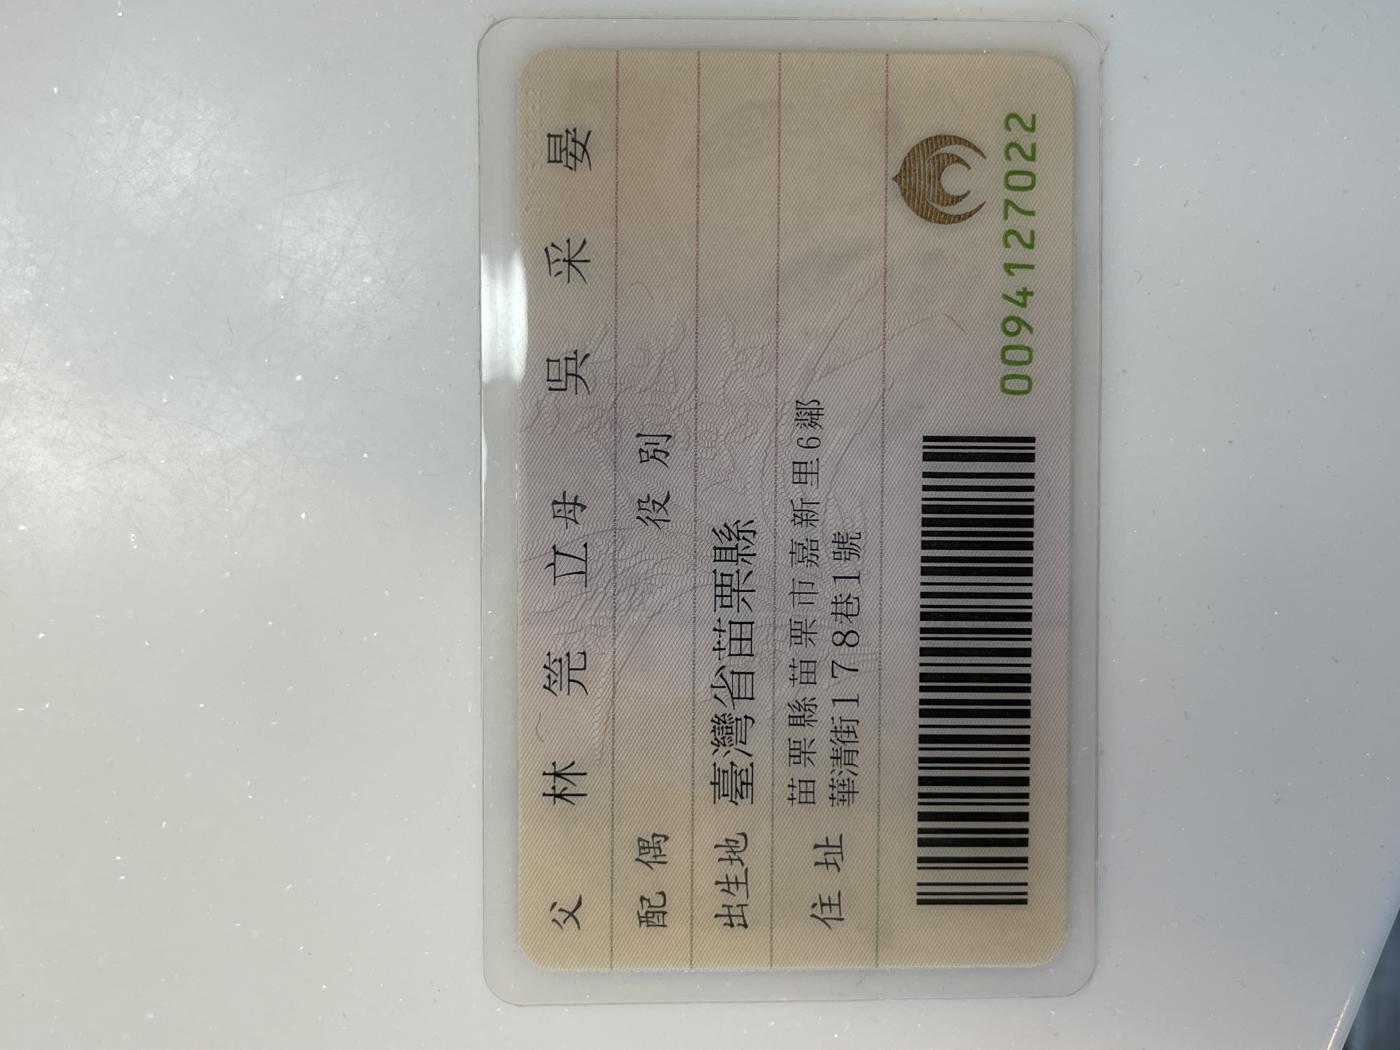 父 林 筦 立 母 吳 采 晏
配偶 役別
出生地 臺灣省苗栗縣
住址 苗栗縣苗栗市嘉新里6鄰
華清街178巷1號
0094127022